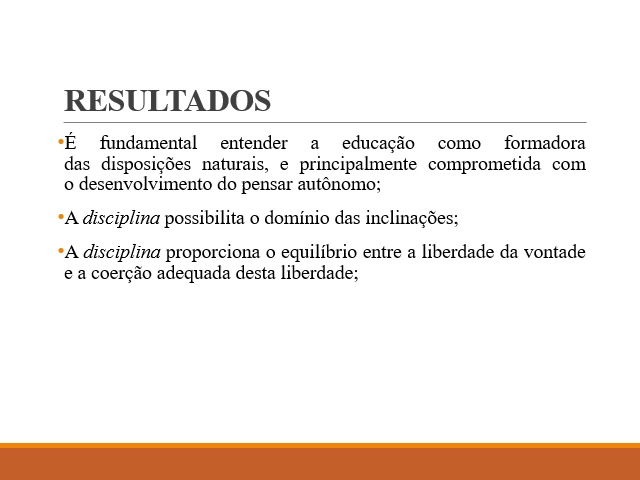 RESULTADOS
•É fundamental entender a educação como formadora
das disposições naturais, e principalmente comprometida com
o desenvolvimento do pensar autônomo;
•A disciplina possibilita o domínio das inclinações;
•A disciplina proporciona o equilíbrio entre a liberdade da vontade
e a coerção adequada desta liberdade;